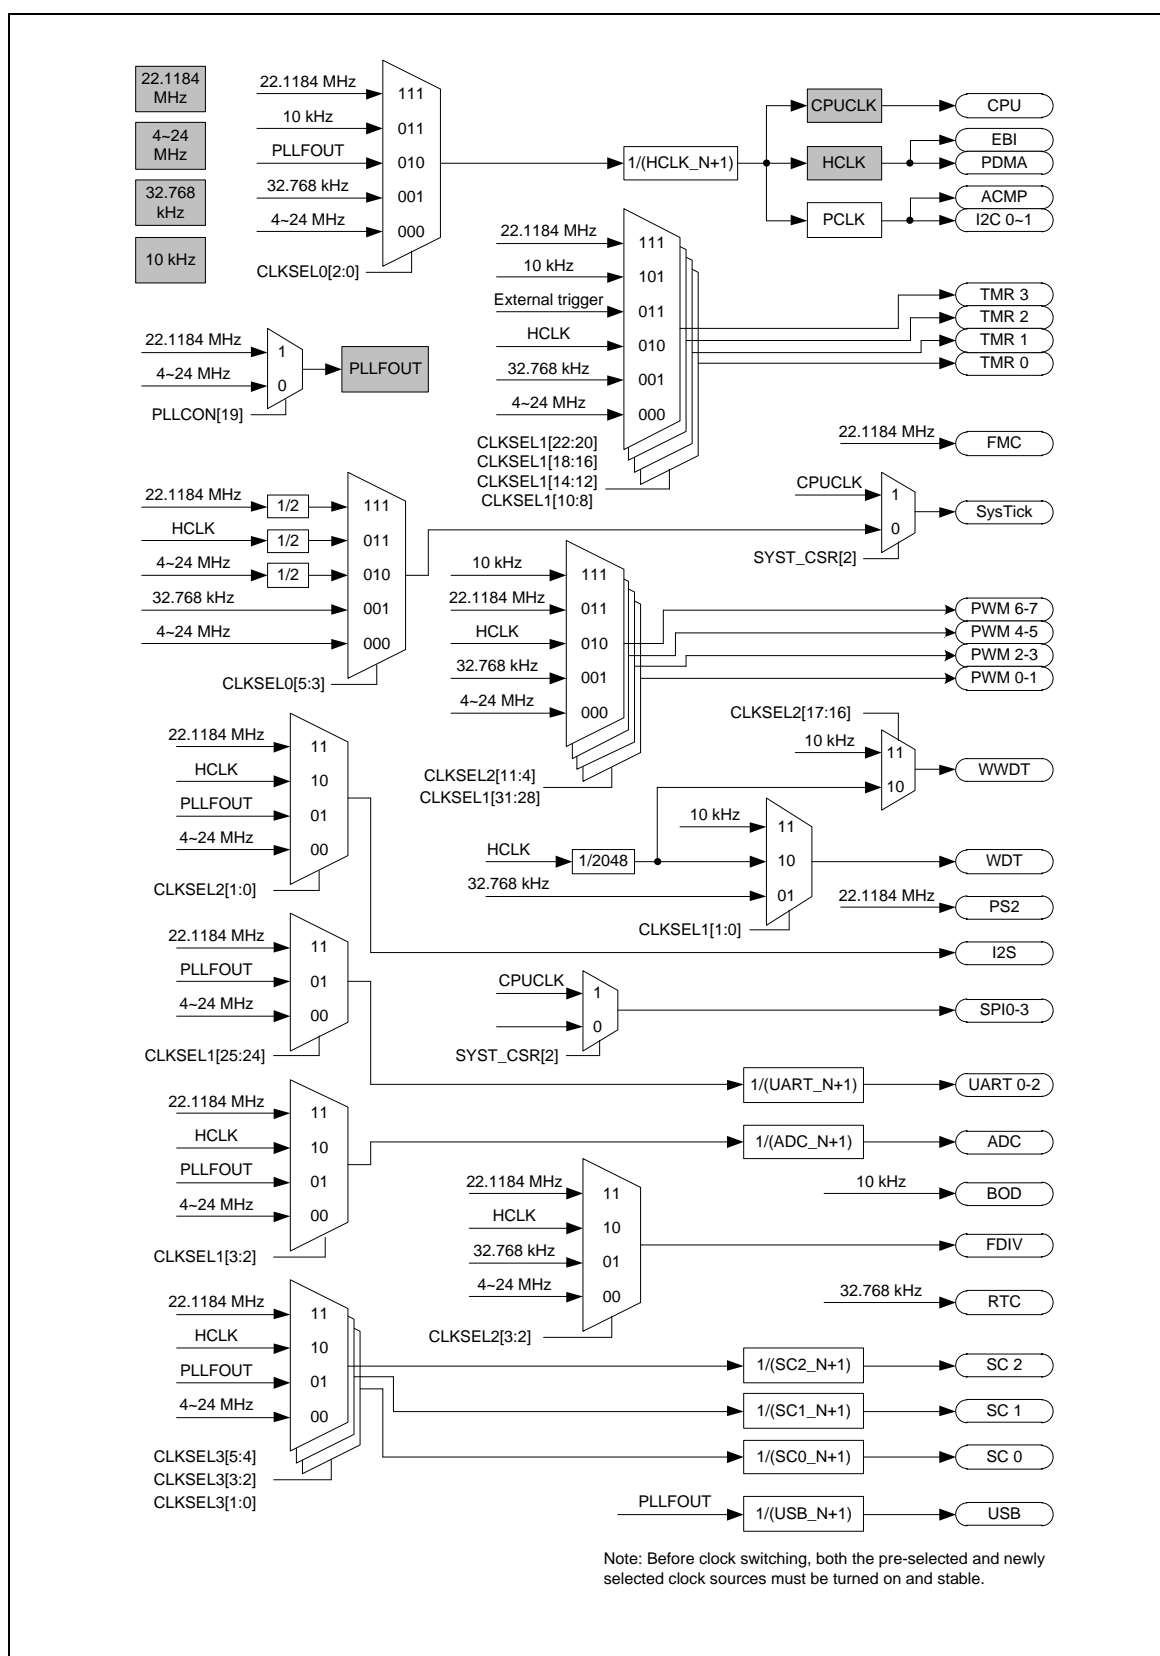 22.1184
MHz
4~24
MHz
32.768
kHz
10 kHz
22.1184 MHz
111
10 kHz
011
PLLFOUT
010
32.768 kHz
001
4~24 MHz
000
CLKSEL0[2:0]
1/(HCLK_N+1)
CPUCLK
CPU
HCLK
EBI
PDMA
PCLK
ACMP
I2C 0~1
22.1184 MHz
111
10 kHz
101
External trigger
011
HCLK
010
32.768 kHz
001
4~24 MHz
000
CLKSEL1[22:20]
CLKSEL1[18:16]
CLKSEL1[14:12]
CLKSEL1[10:8]
TMR 3
TMR 2
TMR 1
TMR 0
22.1184 MHz
1
4~24 MHz
0
PLLCON[19]
PLLFOUT
22.1184 MHz
FMC
22.1184 MHz
1/2
111
HCLK
1/2
011
4~24 MHz
1/2
010
32.768 kHz
001
4~24 MHz
000
CLKSEL0[5:3]
CPUCLK
1
0
SYST_CSR[2]
SysTick
10 kHz
111
22.1184 MHz
011
HCLK
010
32.768 kHz
001
4~24 MHz
000
CLKSEL2[11:4]
CLKSEL1[31:28]
PWM 6-7
PWM 4-5
PWM 2-3
PWM 0-1
22.1184 MHz
11
HCLK
10
PLLFOUT
01
4~24 MHz
00
CLKSEL2[1:0]
CLKSEL2[17:16]
10 kHz
11
10
WWDT
10 kHz
11
HCLK
1/2048
10
32.768 kHz
01
CLKSEL1[1:0]
WDT
22.1184 MHz
PS2
I2S
22.1184 MHz
11
PLLFOUT
01
4~24 MHz
00
CLKSEL1[25:24]
CPUCLK
1
0
SYST_CSR[2]
SPI0-3
1/(UART_N+1)
UART 0-2
22.1184 MHz
11
HCLK
10
PLLFOUT
01
4~24 MHz
00
CLKSEL1[3:2]
1/(ADC_N+1)
ADC
10 kHz
BOD
22.1184 MHz
11
HCLK
10
32.768 kHz
01
4~24 MHz
00
CLKSEL2[3:2]
FDIV
32.768 kHz
RTC
22.1184 MHz
11
HCLK
10
PLLFOUT
01
4~24 MHz
00
CLKSEL3[5:4]
CLKSEL3[3:2]
CLKSEL3[1:0]
1/(SC2_N+1)
SC 2
1/(SC1_N+1)
SC 1
1/(SC0_N+1)
SC 0
PLLFOUT
1/(USB_N+1)
USB
Note: Before clock switching, both the pre-selected and newly
selected clock sources must be turned on and stable.